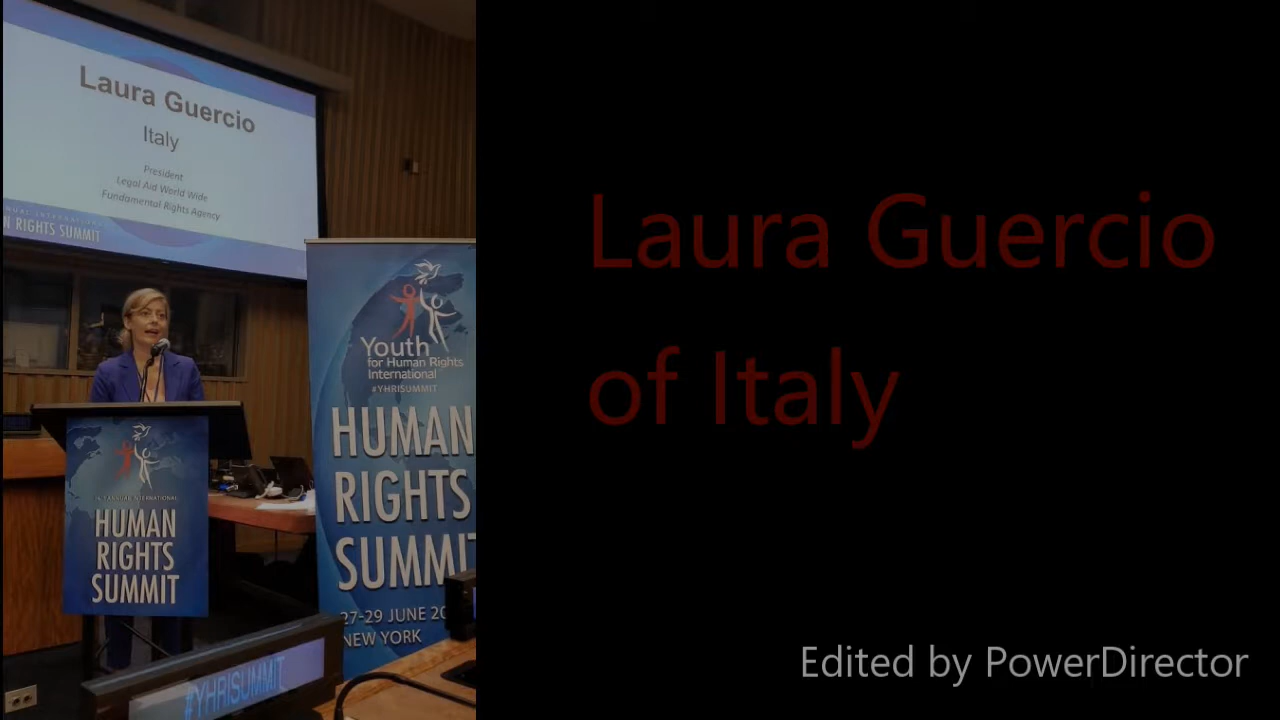 Laura Guercio
Italy
President
Legal Aid World Wide
Fundamental Rights Agency
N RIGHTS SUMMIT
Youth
for Human Rights
International
#YHRISUMMIT
HUMAN
RIGHTS
SUMMIT
27-29 JUNE 20
NEW YORK
ANNUAL INTERNATIONAL
HUMAN
RIGHTS
SUMMIT
#YHRISUMMIT
Laura Guercio
of Italy
Edited by PowerDirector